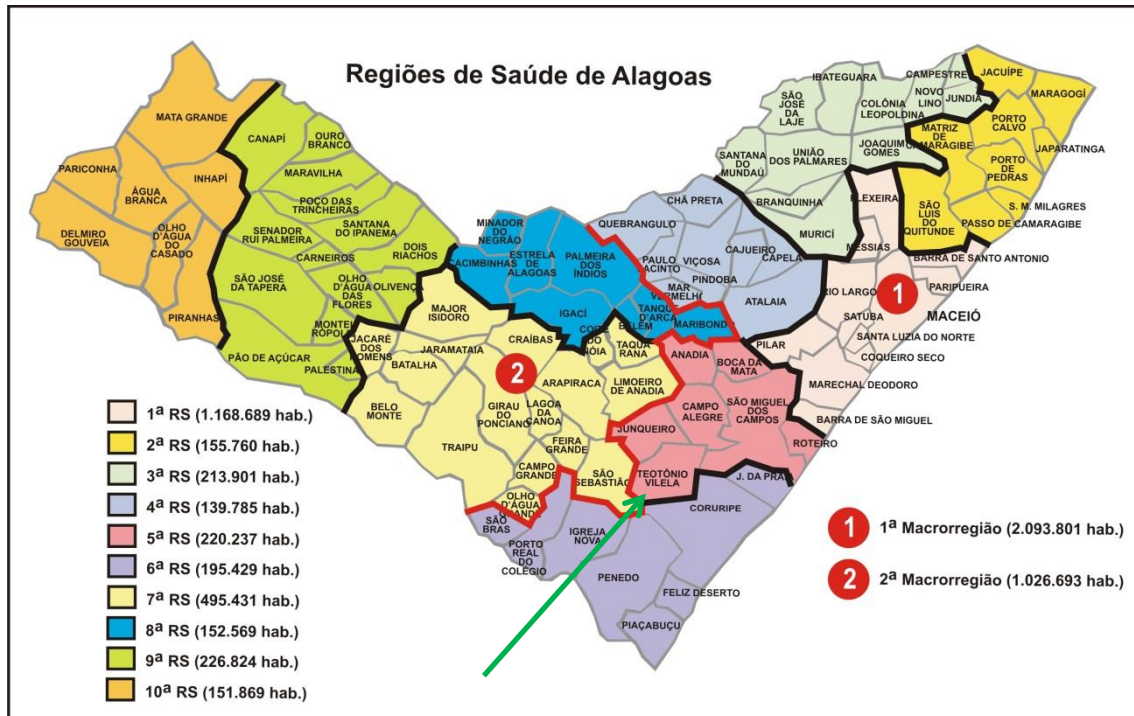 Regiões de Saúde de Alagoas
MATA GRANDE
PARICONHA
ÁGUA
BRANCA
INHAPÍ
DELMIRO
GOUVEIA
OLHO
D'ÁGUA
DO
CASADO
PIRANHAS
CANAPÍ
OURO
BRANCO
MARAVILHA
POÇO DAS
TRINCHEIRAS
SANTANA
DO IPANEMA
SENADOR
RUI PALMEIRA
CARNEIROS
DOIS
RIACHOS
SÃO JOSÉ
DA TAPERA
OLHO
D'ÁGUA
DAS
FLORES
OLIVENÇA
MONTEI
RÓPOLI
PÃO DE AÇÚCAR
PALESTINA
JACARÉ
DOS
HOMENS
MAJOR
ISIDORO
BATALHA
JARAMATAIA
CRAÍBAS
BELO
MONTE
TRAIPU
GIRAU
DO
PONCIANO
ARAPIRACA
LAGOA
DA
CANOA
FEIRA
GRANDE
CAMPO
GRANDE
OLHO
D'ÁGUA
GRANDE
SÃO
SEBASTIÃO
LIMOEIRO
DE ANADIA
TAQUA
RANA
COITÉ
DO
NÓIA
MINADOR
DO
NEGRÃO
CACIMBINHAS
ESTRELA
DE
ALAGOAS
PALMEIRA
DOS
ÍNDIOS
IGACÍ
BELÉM
TANQUE
D'ARCA
MARIBONDO
QUEBRANGULO
CHÃ PRETA
PAULO
JACINTO
VIÇOSA
CAJUEIRO
CAPELA
PINDOBA
MAR
VERMELH
ATALAIA
IBATEGUARA
CAMPESTRE
SÃO
JOSÉ
DA
LAJE
COLÔNIA
LEOPOLDINA
NOVO
LINO
JUNDIÁ
SANTANA
DO
MUNDAÚ
UNIÃO
DOS PALMARES
JOAQUIM
GOMES
BRANQUINHA
MURICÍ
JACUÍPE
MARAGOGÍ
PORTO
CALVO
MATRIZ
DE
CAMARAGIBE
JAPARATINGA
PORTO
DE
PEDRAS
SÃO
LUIS
DO
QUITUNDE
S. M. MILAGRES
PASSO DE CAMARAGIBE
FLEXEIRA
MESSIAS
BARRA DE SANTO ANTONIO
1
RIO LARGO
PARIPUEIRA
SATUBA
MACEIÓ
SANTA LUZIA DO NORTE
PILAR
COQUEIRO SECO
MARECHAL DEODORO
BARRA DE SÃO MIGUEL
ANADIA
BOCA DA
MATA
CAMPO
ALEGRE
SÃO MIGUEL
DOS
CAMPOS
JUNQUEIRO
ROTEIRO
TEOTÔNIO
VILELA
J. DA PRAIA
CORURIPE
SÃO
BRAS
PORTO
REAL
DO
COLÉGIO
IGREJA
NOVA
PENEDO
FELIZ DESERTO
PIAÇABUÇU
2
1ª RS (1.168.689 hab.)
2ª RS (155.760 hab.)
3ª RS (213.901 hab.)
4ª RS (139.785 hab.)
5ª RS (220.237 hab.)
6ª RS (195.429 hab.)
7ª RS (495.431 hab.)
8ª RS (152.569 hab.)
9ª RS (226.824 hab.)
10ª RS (151.869 hab.)
1 1ª Macrorregião (2.093.801 hab.)
2 2ª Macrorregião (1.026.693 hab.)